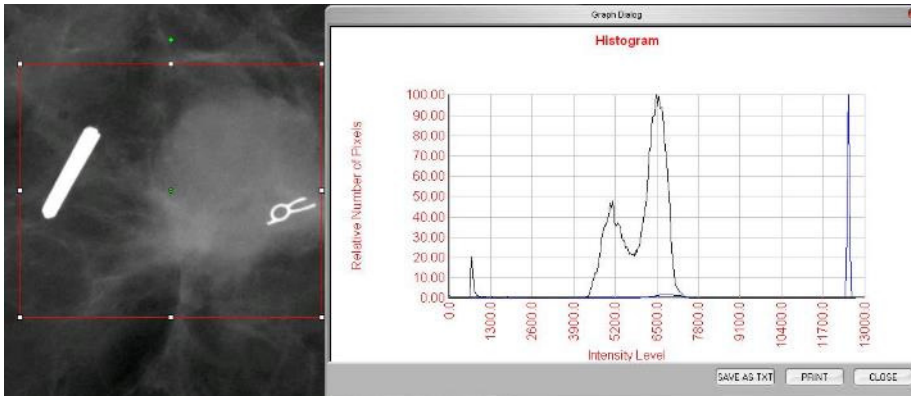 Graph Dialog
Histogram
Relative Number of Pixels
100.00
90.00
80.00
70.00
60.00
50.00
40.00
30.00
20.00
10.00
0.00
0.0 1300.0 2600.0 3900.0 5200.0 6500.0 7800.0 9100.0 10400.0 11700.0 13000.0
Intensity Level
SAVE AS TXT PRINT CLOSE